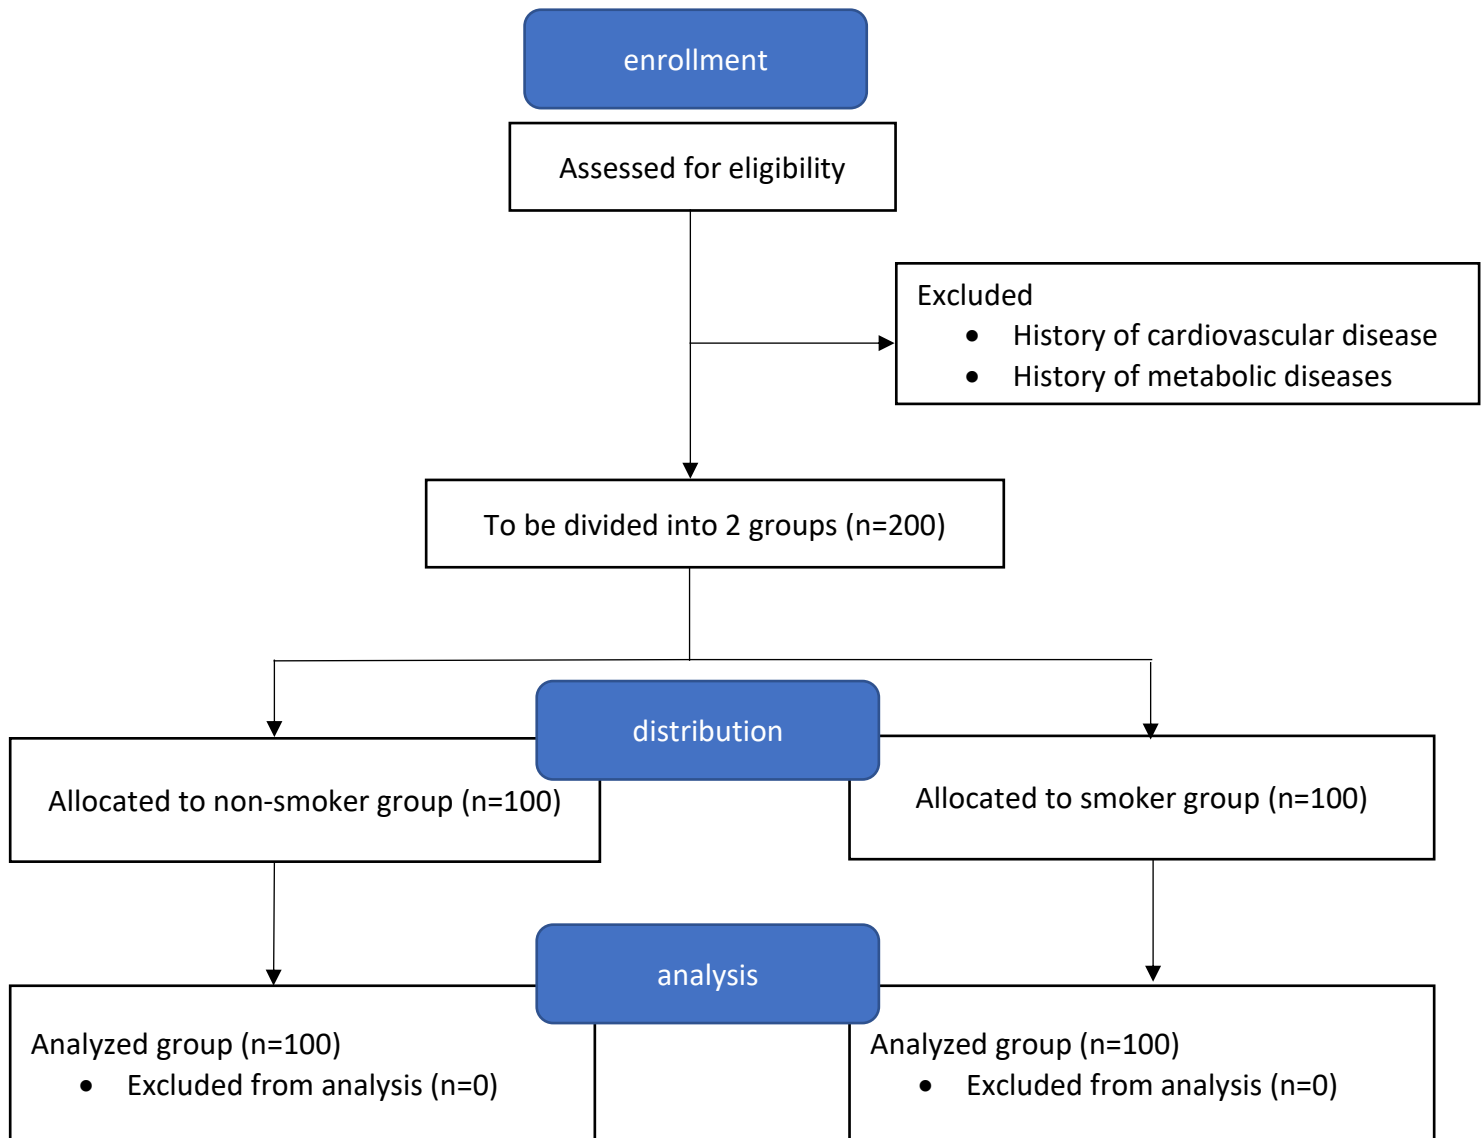 enrollment
Assessed for eligibility
Excluded
• History of cardiovascular disease
• History of metabolic diseases
To be divided into 2 groups (n=200)
distribution
Allocated to non-smoker group (n=100)
Allocated to smoker group (n=100)
analysis
Analyzed group (n=100)
• Excluded from analysis (n=0)
Analyzed group (n=100)
• Excluded from analysis (n=0)